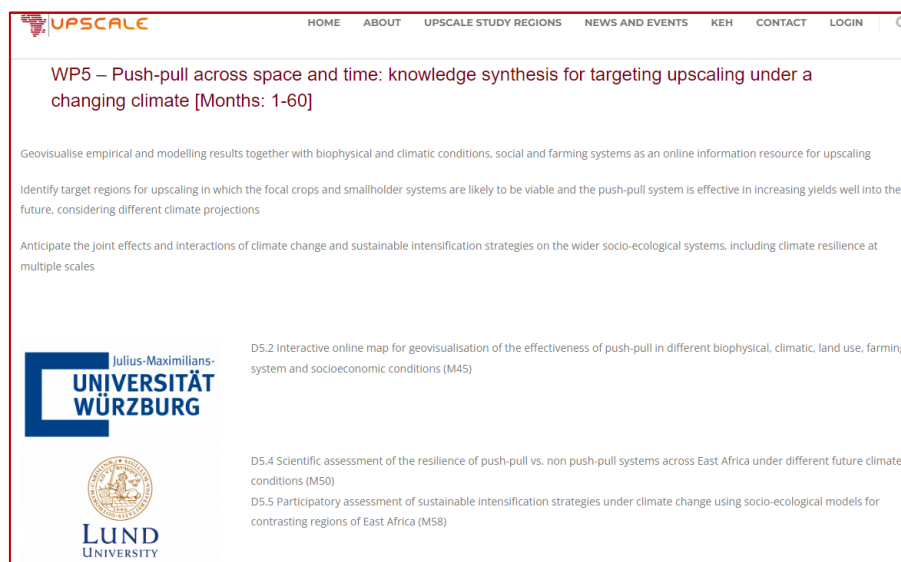 UPSCALE
HOME ABOUT UPSCALE STUDY REGIONS NEWS AND EVENTS KEH CONTACT LOGIN
WP5 – Push-pull across space and time: knowledge synthesis for targeting upscaling under a
changing climate [Months: 1-60]
Geovisualise empirical and modelling results together with biophysical and climatic conditions, social and farming systems as an online information resource for upscaling
Identify target regions for upscaling in which the focal crops and smallholder systems are likely to be viable and the push-pull system is effective in increasing yields well into the
future, considering different climate projections
Anticipate the joint effects and interactions of climate change and sustainable intensification strategies on the wider socio-ecological systems, including climate resilience at
multiple scales
Julius-Maximilians-
UNIVERSITÄT
WÜRZBURG
D5.2 Interactive online map for geovisualisation of the effectiveness of push-pull in different biophysical, climatic, land use, farming
system and socioeconomic conditions (M45)
LUND
UNIVERSITY
D5.4 Scientific assessment of the resilience of push-pull vs. non push-pull systems across East Africa under different future climate
conditions (M50)
D5.5 Participatory assessment of sustainable intensification strategies under climate change using socio-ecological models for
contrasting regions of East Africa (M58)